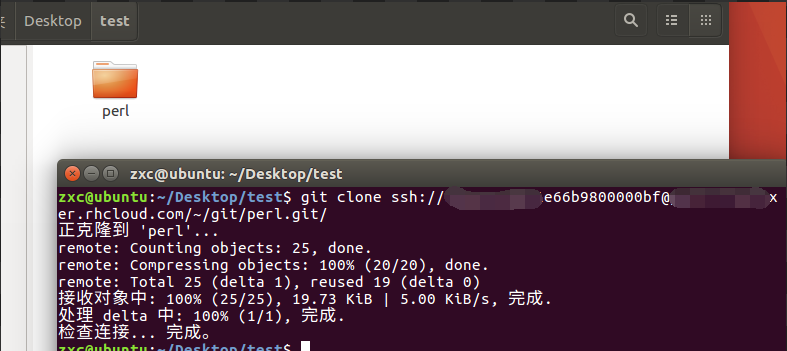 Desktop test
perl
zxc@ubuntu: ~/Desktop/test
zxc@ubuntu:~/Desktop/test$ git clone ssh:// e66b9800000bf@ x
er.rhcloud.com/~/git/perl.git/
正克隆到 'perl'...
remote: Counting objects: 25, done.
remote: Compressing objects: 100% (20/20), done.
remote: Total 25 (delta 1), reused 19 (delta 0)
接收对象中: 100% (25/25), 19.73 KiB | 5.00 KiB/s, 完成.
处理 delta 中: 100% (1/1), 完成.
检查连接... 完成。
zxc@ubuntu:~/Desktop/test$